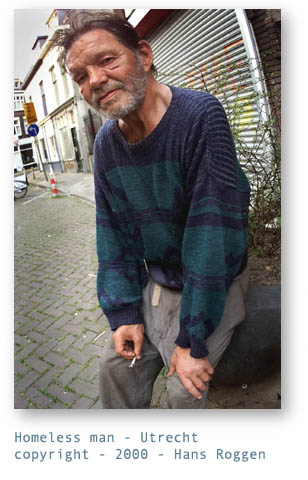 Homeless man - Utrecht
copyright - 2000 - Hans Roggen